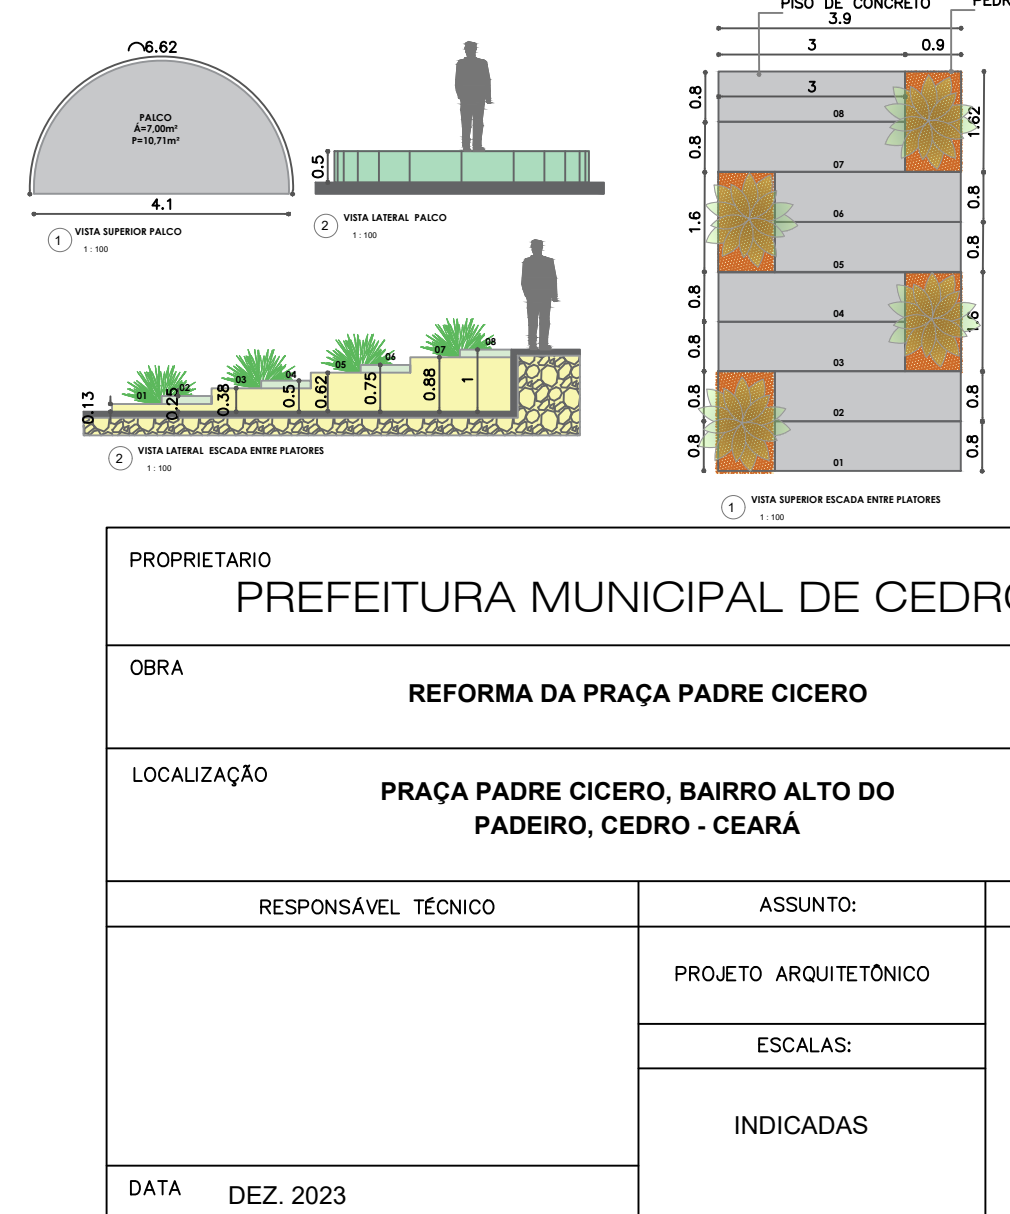 ⌒6.62
PALCO
Á=7,00m²
P=10,71m²
4.1
1 VISTA SUPERIOR PALCO
1 : 100
0.5
2 VISTA LATERAL PALCO
1 : 100
0.13
01
0.25
02
0.38
03
0.5
04
0.62
05
0.75
06
0.88
07
1
08
2 VISTA LATERAL ESCADA ENTRE PLATORES
1 : 100
PISO DE CONCRETO
3.9
3
0.9
3
0.8
0.8
1.6
0.8
0.8
0.8
0.8
1.62
0.8
0.8
1.6
0.8
0.8
08
07
06
05
04
03
02
01
1 VISTA SUPERIOR ESCADA ENTRE PLATORES
1 : 100
PROPRIETARIO
PREFEITURA MUNICIPAL DE CEDRO
OBRA
REFORMA DA PRAÇA PADRE CICERO
LOCALIZAÇÃO
PRAÇA PADRE CICERO, BAIRRO ALTO DO
PADEIRO, CEDRO - CEARÁ
RESPONSÁVEL TÉCNICO
ASSUNTO:
PROJETO ARQUITETÔNICO
ESCALAS:
INDICADAS
DATA DEZ. 2023